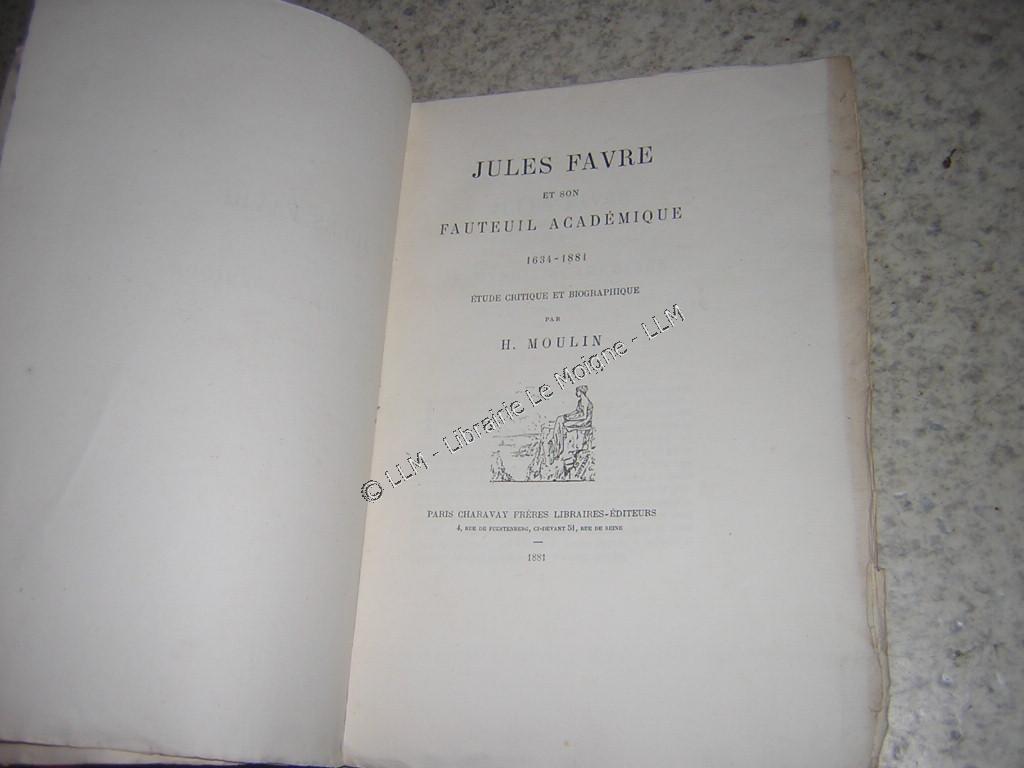 JULES FAVRE
ET SON
FAUTEUIL ACADÉMIQUE
1634-1881
ÉTUDE CRITIQUE ET BIOGRAPHIQUE
PAR
H. MOULIN
© LLM - Librairie Le Moigne - LLM
PARIS CHARAVAY FRÈRES LIBRAIRES-ÉDITEURS
4, RUE DE FURSTENBERG, CI-DEVANT 51, RUE DE SEINE
1881